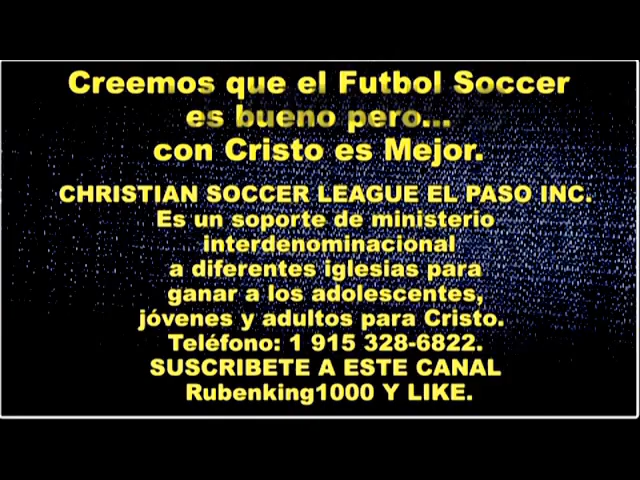 Creemos que el Futbol Soccer
es bueno pero...
con Cristo es Mejor.
CHRISTIAN SOCCER LEAGUE EL PASO INC.
Es un soporte de ministerio
interdenominacional
a diferentes iglesias para
ganar a los adolescentes,
jóvenes y adultos para Cristo.
Teléfono: 1 915 328-6822.
SUSCRIBETE A ESTE CANAL
Rubenking1000 Y LIKE.